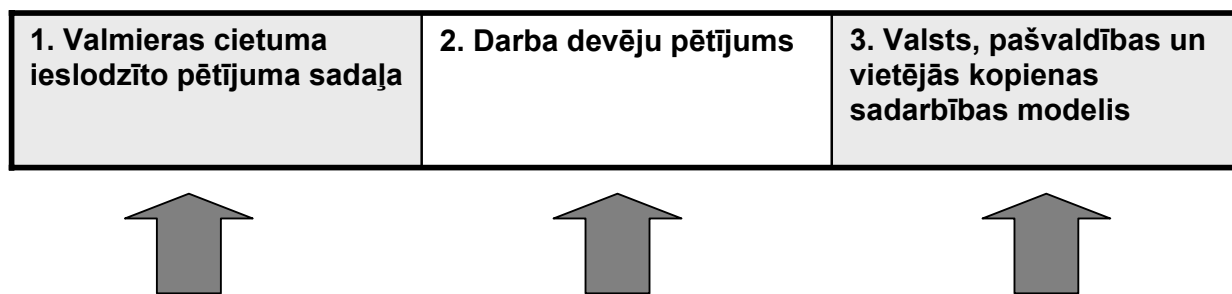 1. Valmieras cietuma
ieslodzīto pētījuma sadaļa
2. Darba devēju pētījums
3. Valsts, pašvaldības un
vietējās kopienas
sadarbības modelis